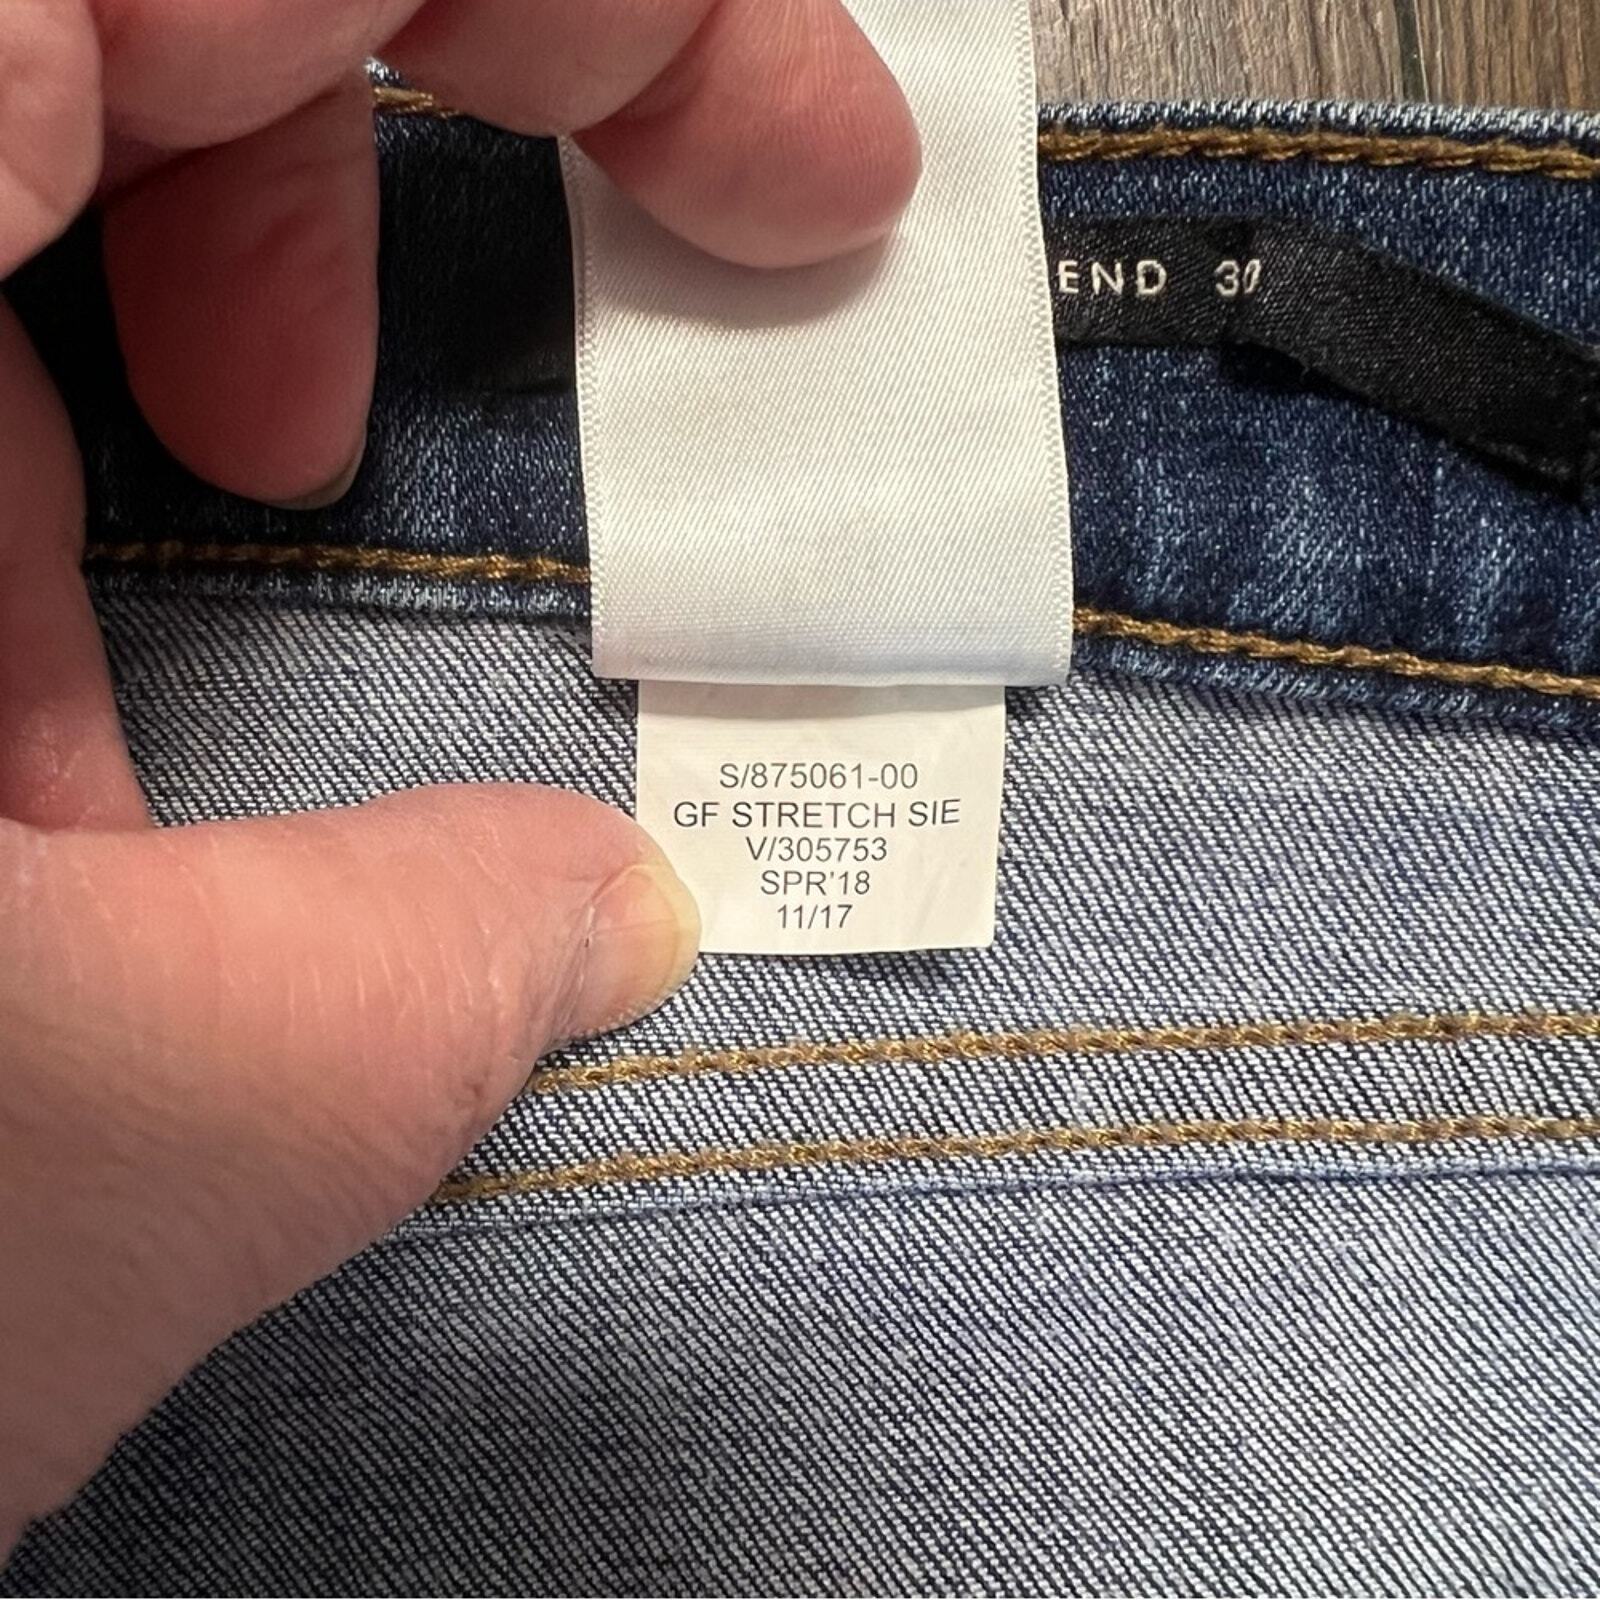 END 30
S/875061-00
GF STRETCH SIE
V/305753
SPR'18
11/17